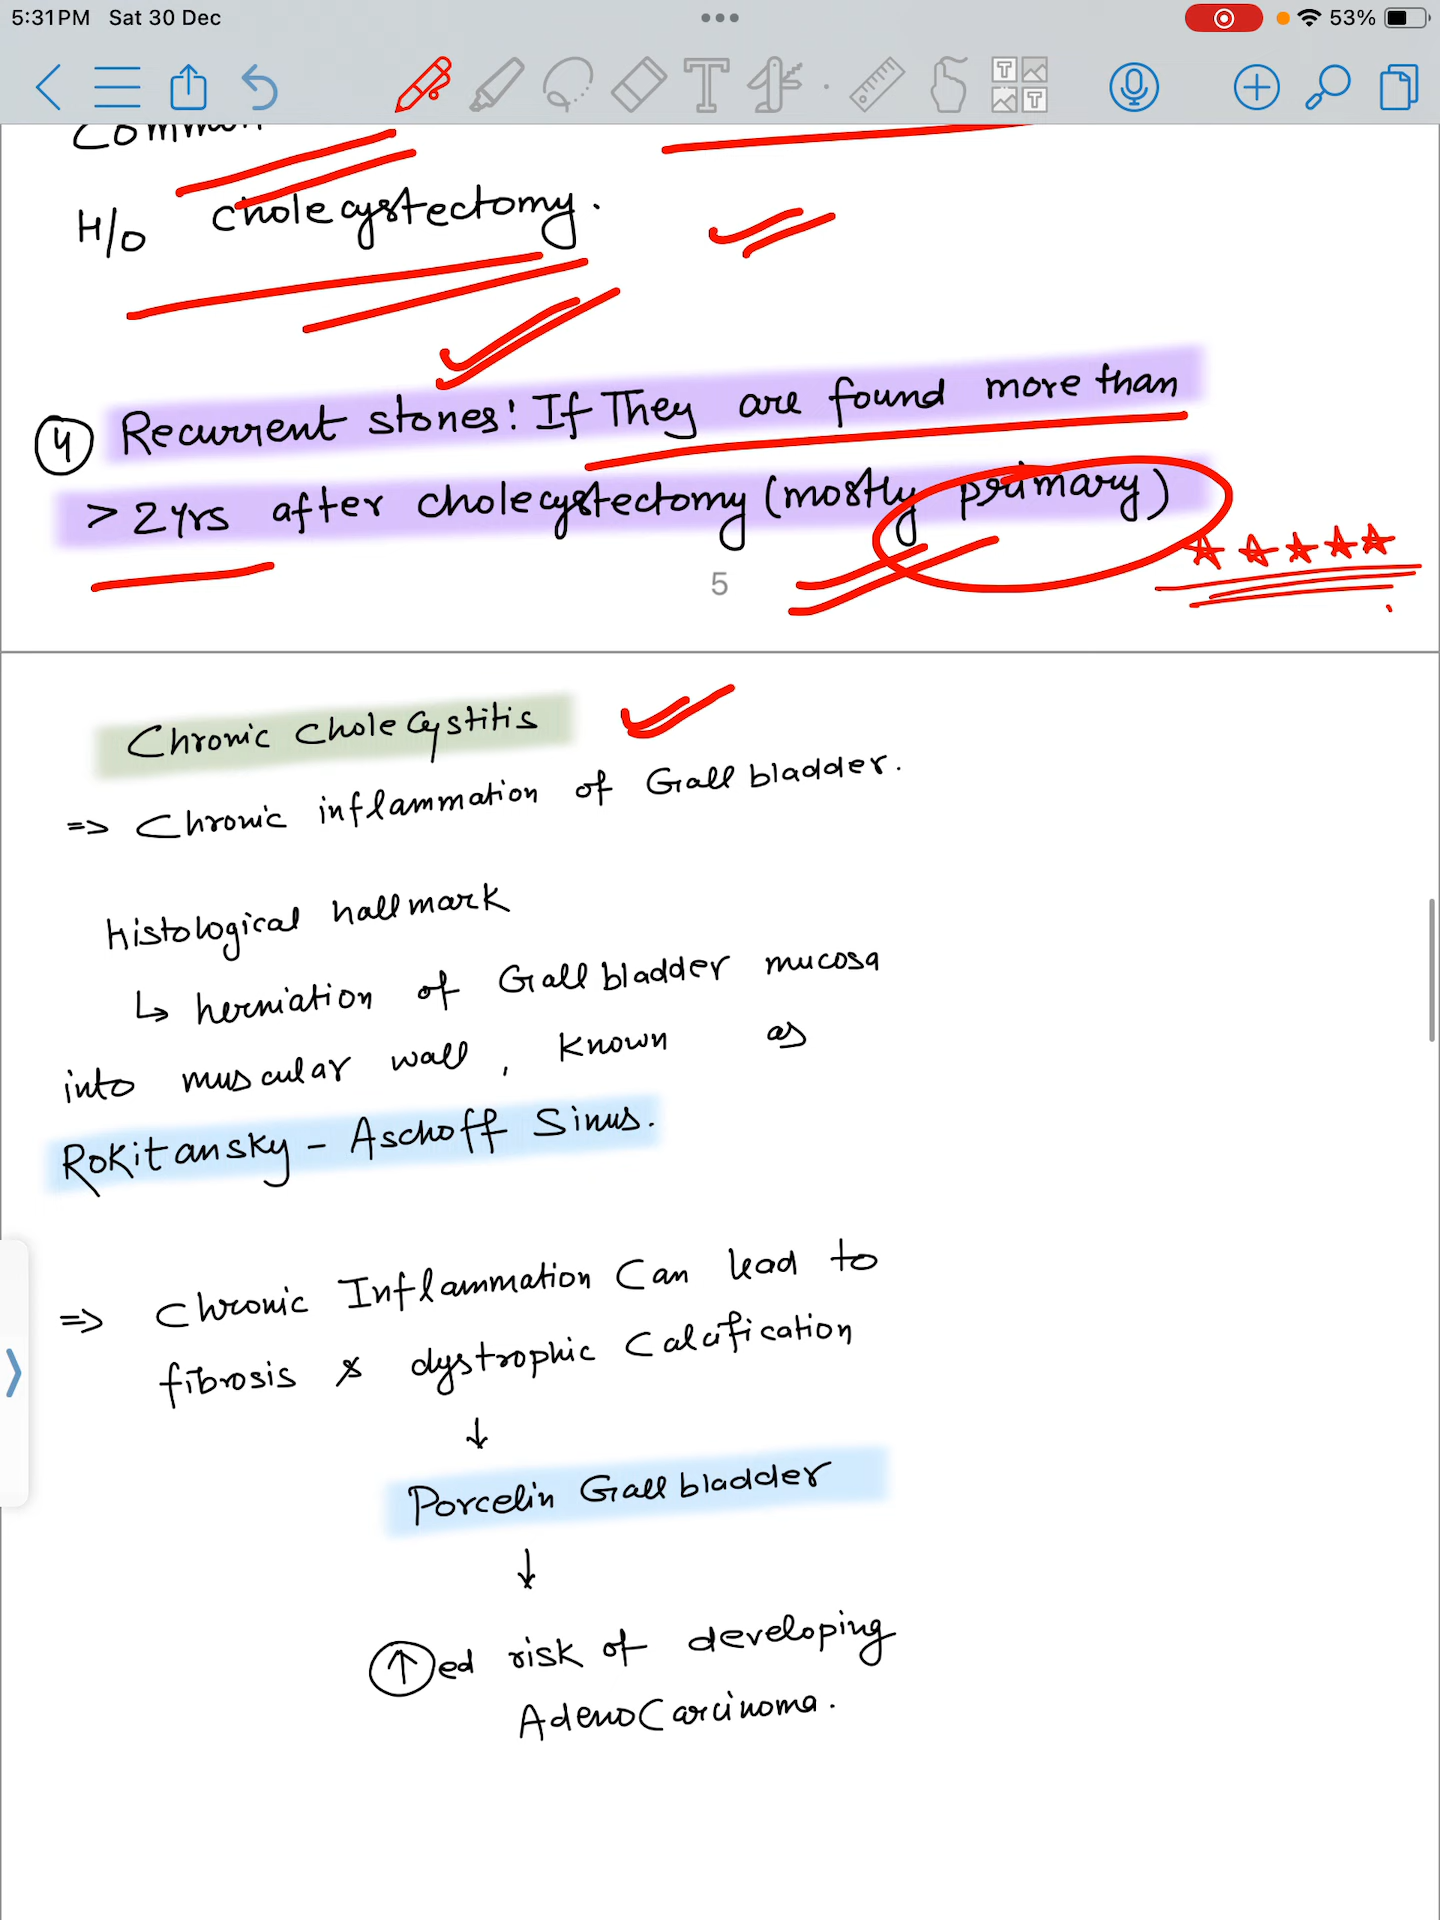 5:31 PM Sat 30 Dec
53%
Common
H/o cholecystectomy.
4 Recurrent stones: If They are found more than
> 2 yrs after cholecystectomy (mostly primary)
5
Chronic Cholecystitis
=> Chronic inflammation of Gall bladder.
histological hallmark
↳ herniation of Gall bladder mucosa
into muscular wall, known as
Rokitansky - Aschoff Sinus.
=> Chronic Inflammation Can lead to
fibrosis & dystrophic Calcification
↓
Porcelin Gall bladder
↓
↑ed risk of developing
AdenoCarcinoma.